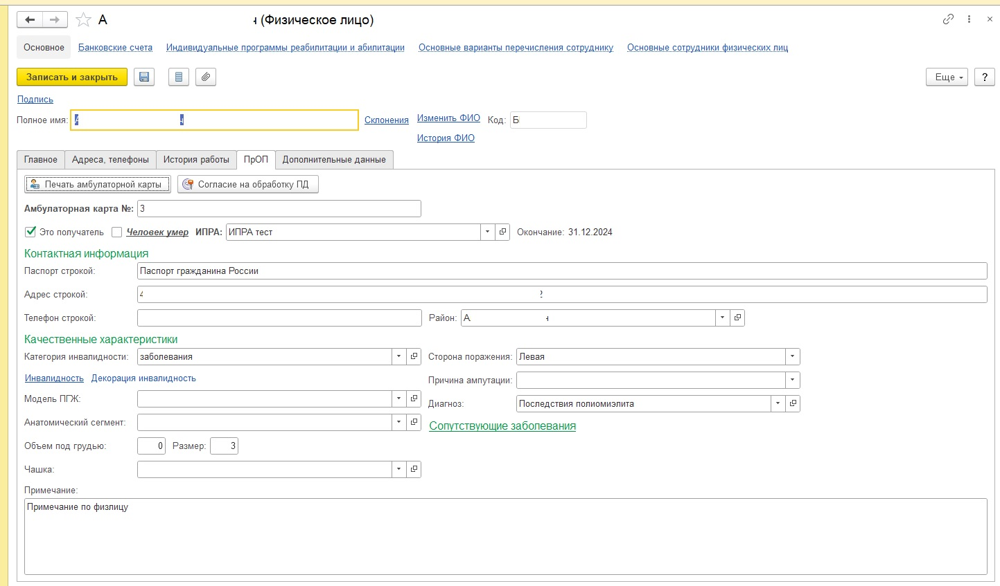 А ч (Физическое лицо)
Основное Банковские счета Индивидуальные программы реабилитации и абилитации Основные варианты перечисления сотруднику Основные сотрудники физических лиц
Записать и закрыть Еще ?
Подпись
Полное имя: А ч Склонения Изменить ФИО Код: Б
История ФИО
Главное Адреса, телефоны История работы ПрОП Дополнительные данные
Печать амбулаторной карты Согласие на обработку ПД
Амбулаторная карта №: 3
Это получатель Человек умер ИПРА: ИПРА тест Окончание: 31.12.2024
Контактная информация
Паспорт строкой: Паспорт гражданина России
Адрес строкой: 4 2
Телефон строкой: Район: А н
Качественные характеристики
Категория инвалидности: заболевания Сторона поражения: Левая
Инвалидность Декорация инвалидность Причина ампутации:
Модель ПГЖ: Диагноз: Последствия полиомиэлита
Анатомический сегмент: Сопутствующие заболевания
Объем под грудью: 0 Размер: 3
Чашка:
Примечание:
Примечание по физлицу